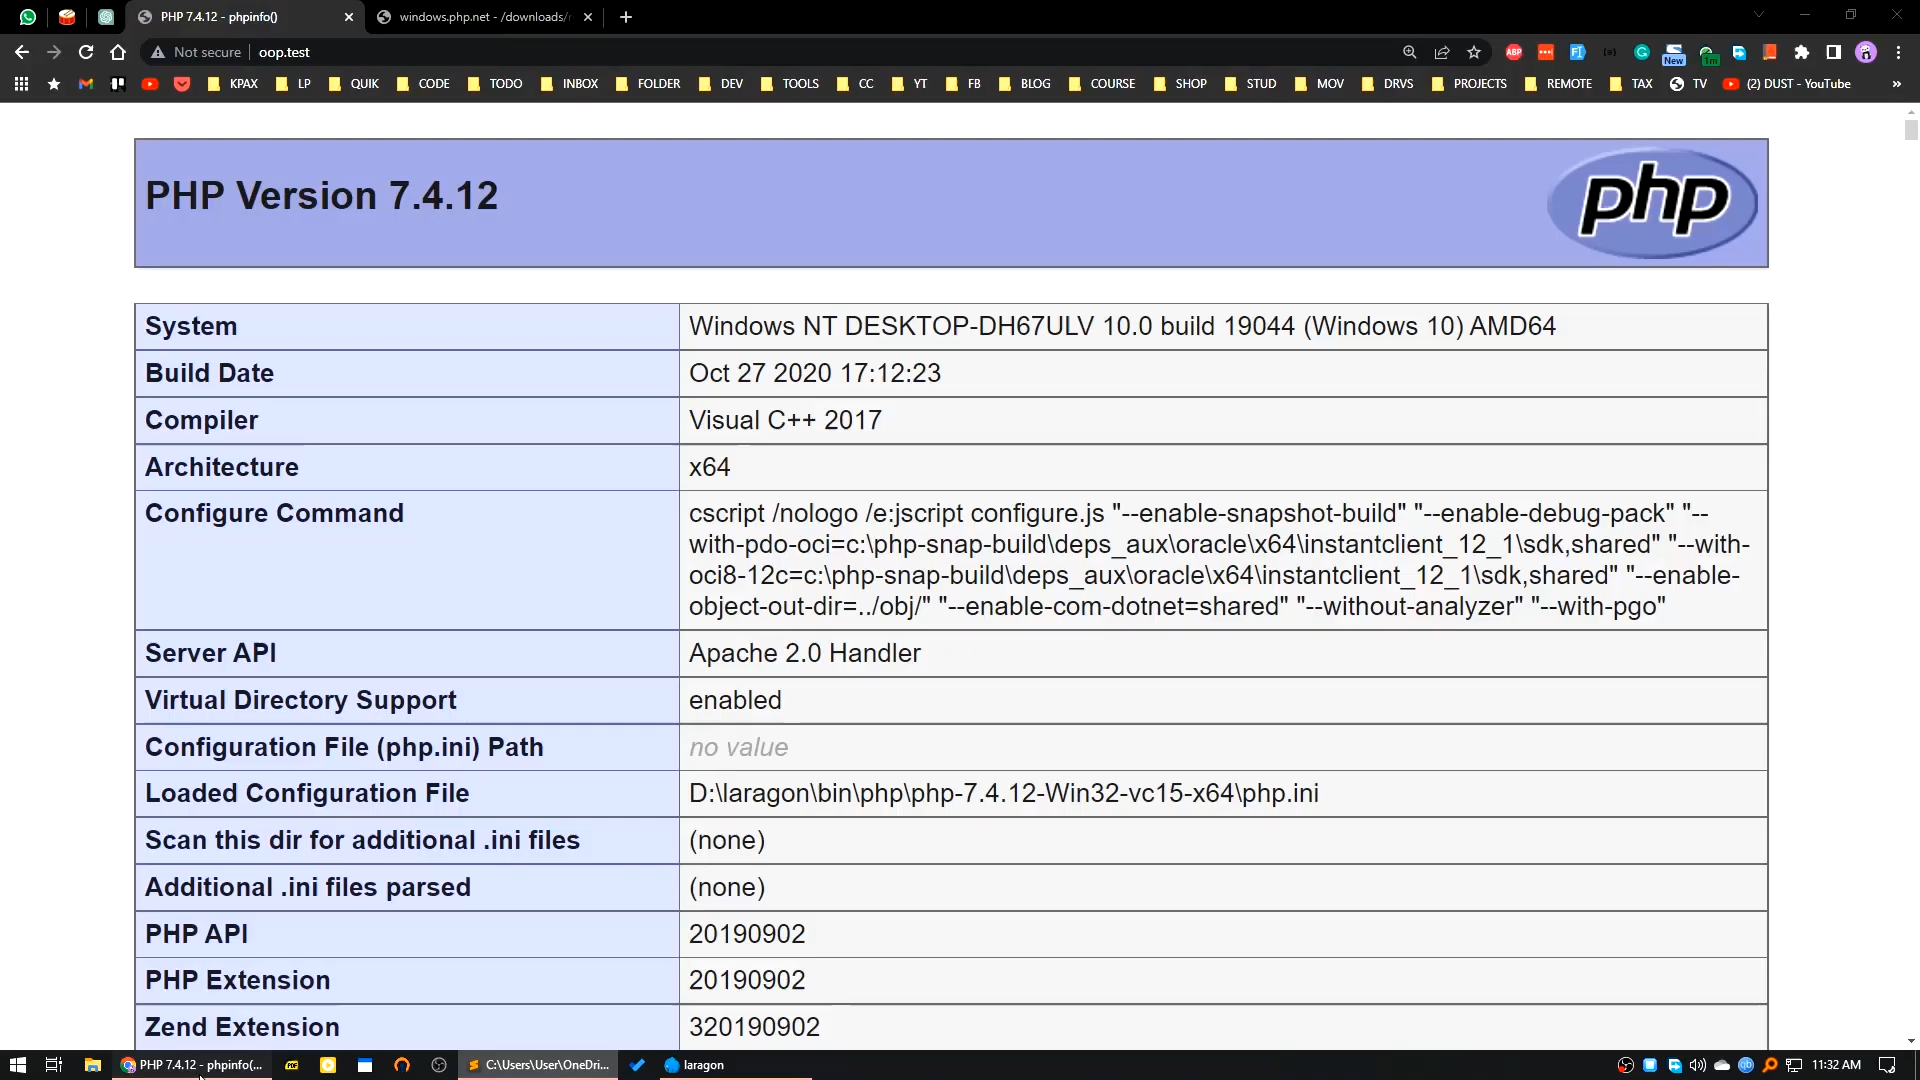 PHP 7.4.12 - phpinfo()
windows.php.net - /downloads/
Not secure
oop.test
ABP
New
1m
KPAX
LP
QUIK
CODE
TODO
INBOX
FOLDER
DEV
TOOLS
CC
YT
FB
BLOG
COURSE
SHOP
STUD
MOV
DRVS
PROJECTS
REMOTE
TAX
TV
(2) DUST - YouTube
»
PHP Version 7.4.12
php
System
Windows NT DESKTOP-DH67ULV 10.0 build 19044 (Windows 10) AMD64
Build Date
Oct 27 2020 17:12:23
Compiler
Visual C++ 2017
Architecture
x64
Configure Command
cscript /nologo /e:jscript configure.js "--enable-snapshot-build" "--enable-debug-pack" "--
with-pdo-oci=c:\php-snap-build\deps_aux\oracle\x64\instantclient_12_1\sdk,shared" "--with-
oci8-12c=c:\php-snap-build\deps_aux\oracle\x64\instantclient_12_1\sdk,shared" "--enable-
object-out-dir=../obj/" "--enable-com-dotnet=shared" "--without-analyzer" "--with-pgo"
Server API
Apache 2.0 Handler
Virtual Directory Support
enabled
Configuration File (php.ini) Path
no value
Loaded Configuration File
D:\laragon\bin\php\php-7.4.12-Win32-vc15-x64\php.ini
Scan this dir for additional .ini files
(none)
Additional .ini files parsed
(none)
PHP API
20190902
PHP Extension
20190902
Zend Extension
320190902
PHP 7.4.12 - phpinfo(...
C:\Users\User\OneDri...
laragon
11:32 AM